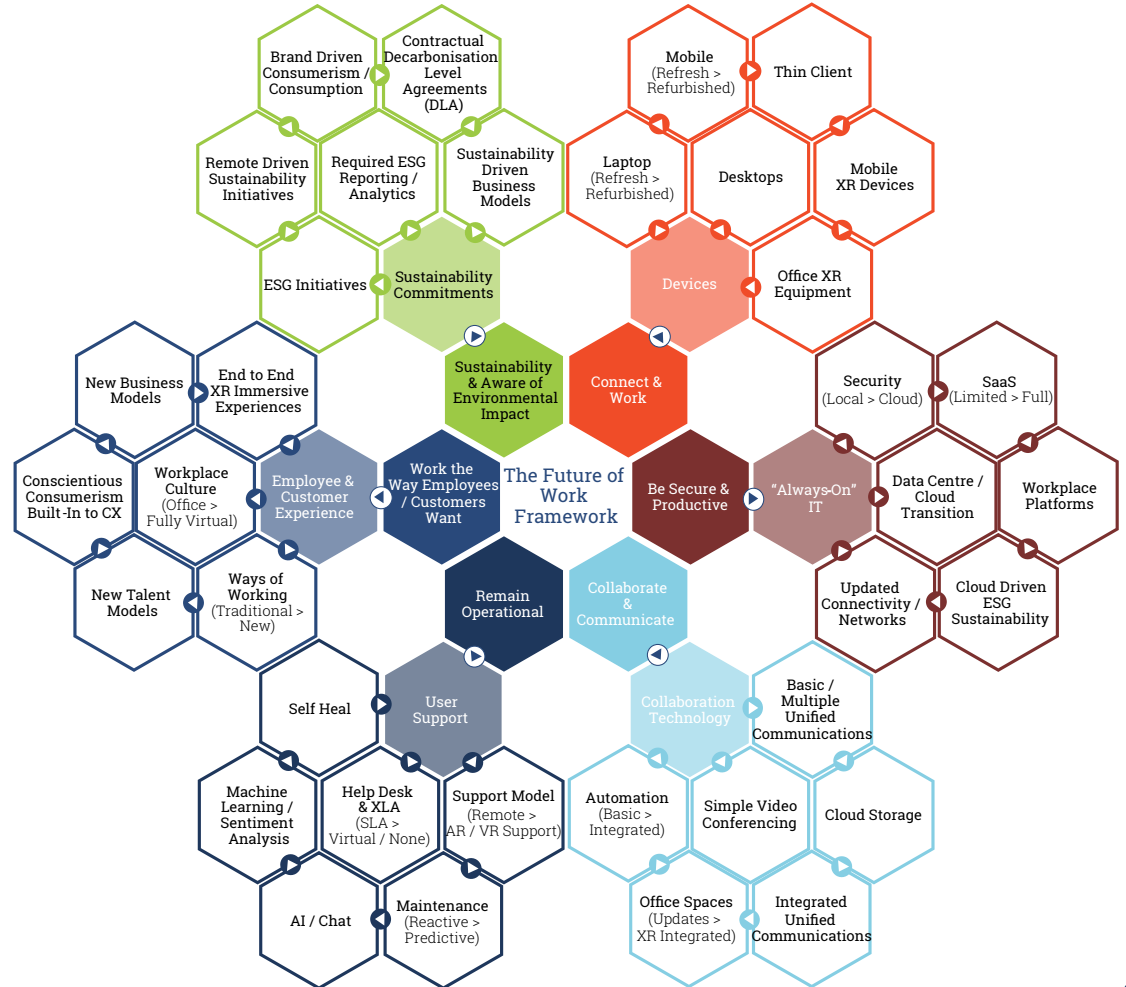 Brand Driven
Consumerism /
Consumption
Contractual
Decarbonisation
Level
Agreements
(DLA)
Mobile
(Refresh >
Refurbished)
Thin Client
Remote Driven
Sustainability
Initiatives
Required ESG
Reporting /
Analytics
Sustainability
Driven
Business
Models
Laptop
(Refresh >
Refurbished)
Desktops
Mobile
XR Devices
ESG Initiatives
Sustainability
Commitments
Devices
Office XR
Equipment
New Business
Models
End to End
XR Immersive
Experiences
Sustainability
& Aware of
Environmental
Impact
Connect &
Work
Security
(Local > Cloud)
SaaS
(Limited > Full)
Conscientious
Consumerism
Built-In to CX
Workplace
Culture
(Office >
Fully Virtual)
Employee &
Customer
Experience
Work the
Way Employees
/ Customers
Want
The Future of
Work
Framework
Be Secure &
Productive
“Always-On”
IT
Data Centre /
Cloud
Transition
Workplace
Platforms
New Talent
Models
Ways of
Working
(Traditional >
New)
Remain
Operational
Collaborate
&
Communicate
Updated
Connectivity /
Networks
Cloud Driven
ESG
Sustainability
Self Heal
User
Support
Collaboration
Technology
Basic /
Multiple
Unified
Communications
Machine
Learning /
Sentiment
Analysis
Help Desk
& XLA
(SLA >
Virtual / None)
Support Model
(Remote >
AR / VR Support)
Automation
(Basic >
Integrated)
Simple Video
Conferencing
Cloud Storage
AI / Chat
Maintenance
(Reactive >
Predictive)
Office Spaces
(Updates >
XR Integrated)
Integrated
Unified
Communications